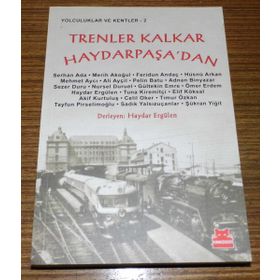 YOLCULUKLAR VE KENTLER - 2
TRENLER KALKAR
HAYDARPAŞA'DAN
Serhan Ada • Merih Akoğul • Feridun Andaç • Hüsnü Arkan
Mehmet Aycı • Ali Ayçil • Pelin Batu • Adnan Binyazar
Sezer Duru • Nursel Duruel • Gültekin Emre • Ömer Erdem
Haydar Ergülen • Tuna Kiremitçi • Elif Köksal
Akif Kurtuluş • Celil Oker • Timur Özkan
Tayfun Pirselimoğlu • Sadık Yalsızuçanlar • Şükran Yiğit
Derleyen: Haydar Ergülen